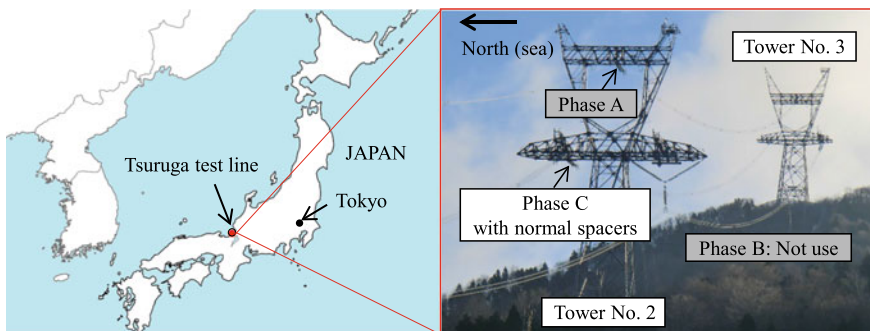 JAPAN
Tsuruga test line
Tokyo
North (sea)
Tower No. 3
Phase A
Phase C
with normal spacers
Phase B: Not use
Tower No. 2